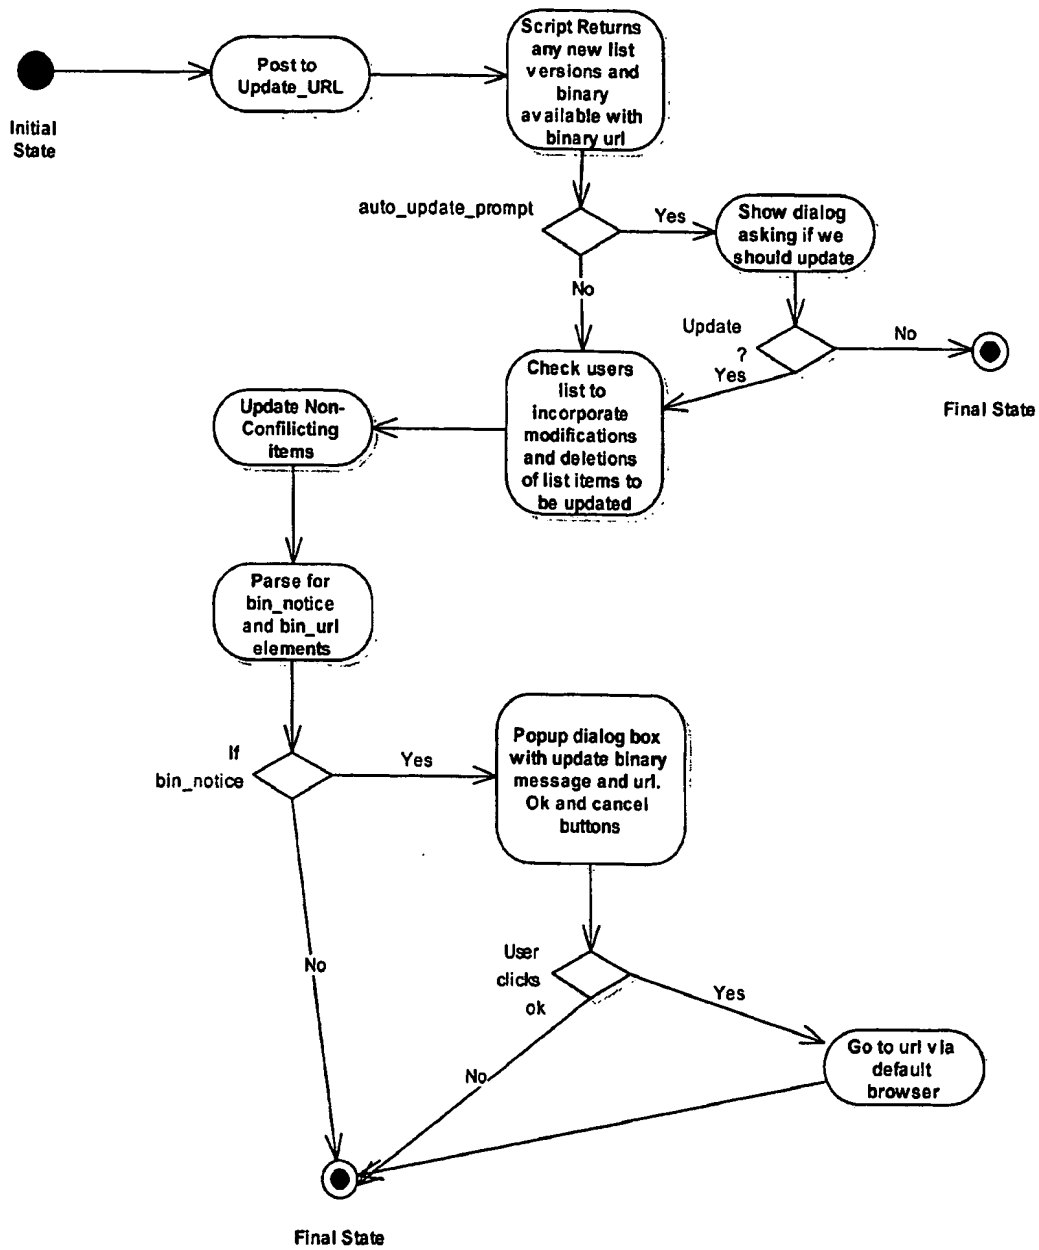 Initial
State
Post to
Update_URL
Script Returns
any new list
versions and
binary
available with
binary url
auto_update_prompt
Yes
No
Show dialog
asking if we
should update
Update
?
No
Yes
Final State
Check users
list to
incorporate
modifications
and deletions
of list items to
be updated
Update Non-
Confilicting
items
Parse for
bin_notice
and bin_url
elements
If
bin_notice
Yes
No
Popup dialog box
with update binary
message and url.
Ok and cancel
buttons
User
clicks
ok
Yes
No
Go to url via
default
browser
Final State